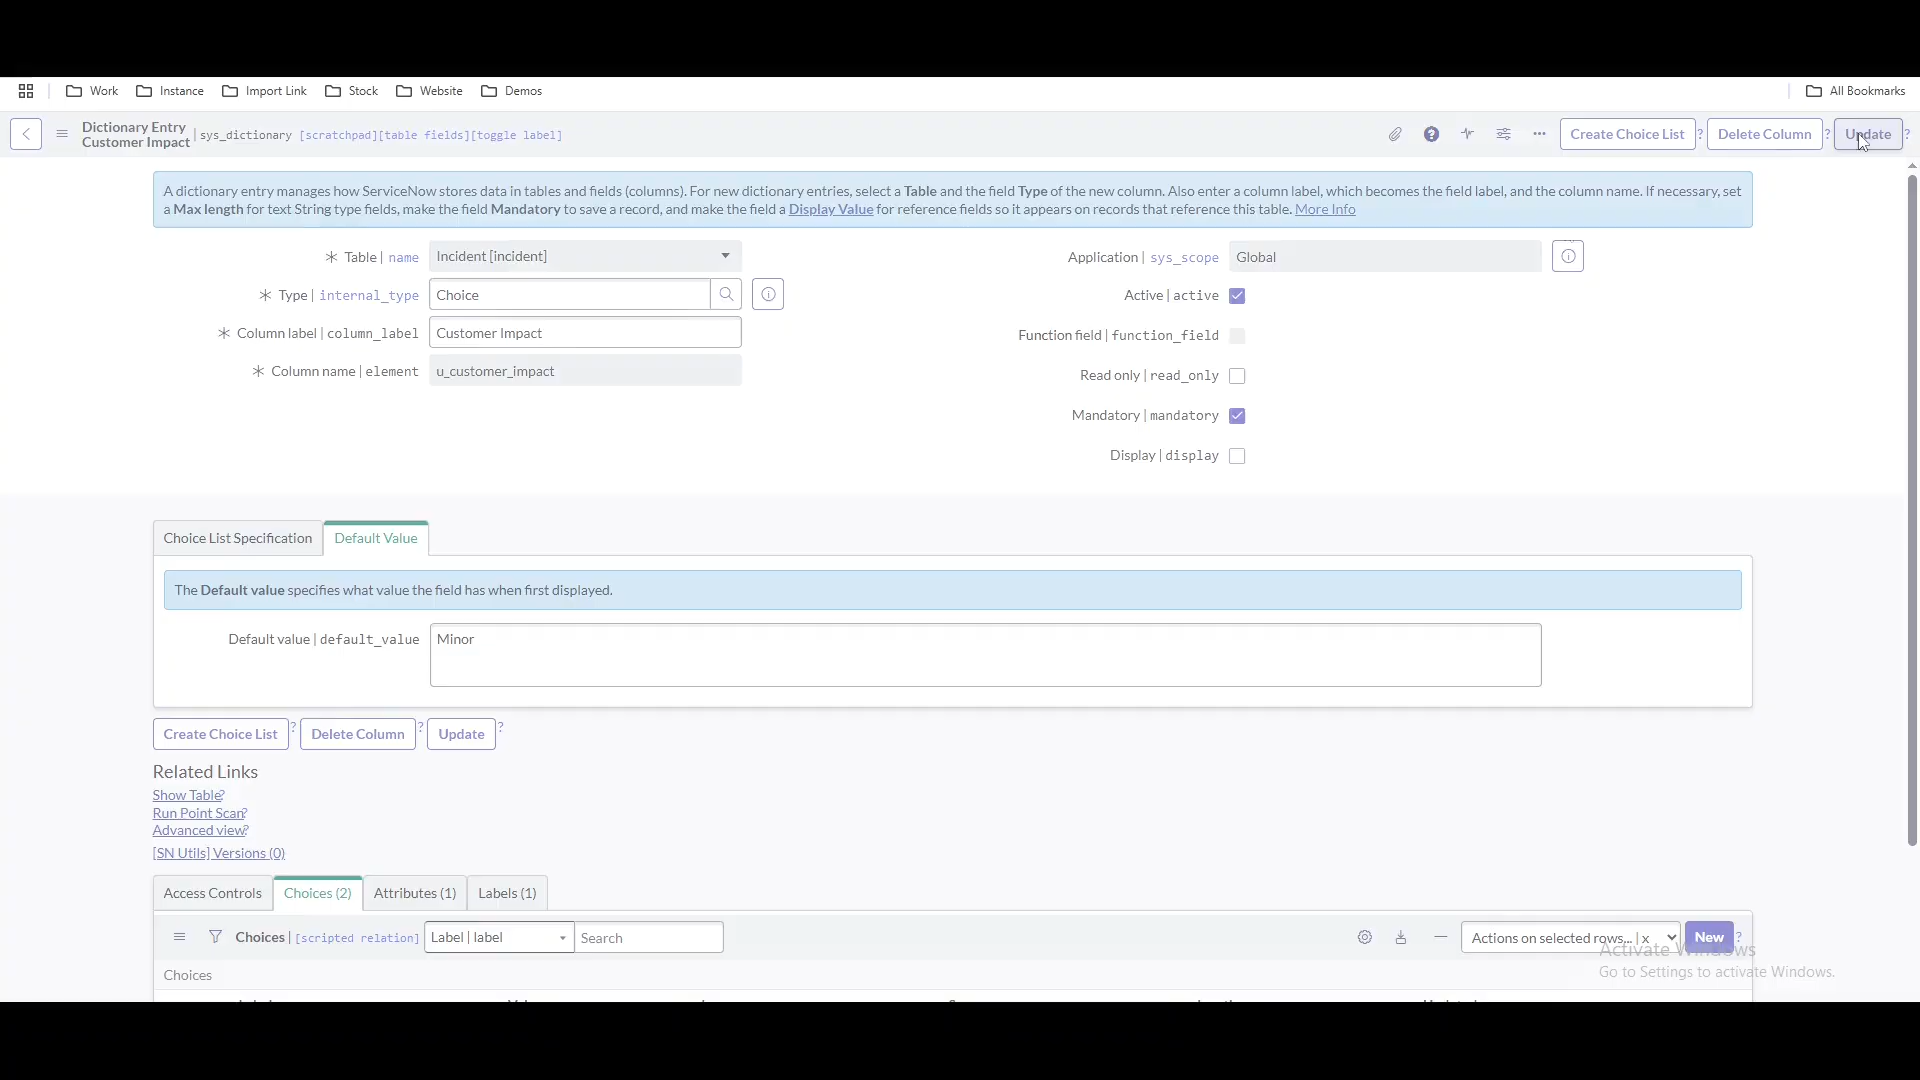 Work Instance Import Link Stock Website Demos All Bookmarks
Dictionary Entry
Customer Impact | sys_dictionary [scratchpad][table fields][toggle label] Create Choice List ? Delete Column ? Update ?
A dictionary entry manages how ServiceNow stores data in tables and fields (columns). For new dictionary entries, select a Table and the field Type of the new column. Also enter a column label, which becomes the field label, and the column name. If necessary, set
a Max length for text String type fields, make the field Mandatory to save a record, and make the field a Display Value for reference fields so it appears on records that reference this table. More Info
Table | name Incident [incident]
Application | sys_scope Global
Type | internal_type Choice
Active | active
Column label | column_label Customer Impact
Function field | function_field
Column name | element u_customer_impact
Read only | read_only
Mandatory | mandatory
Display | display
Choice List Specification Default Value
The Default value specifies what value the field has when first displayed.
Default value | default_value Minor
Create Choice List ? Delete Column ? Update ?
Related Links
Show Table?
Run Point Scan?
Advanced view?
[SN Utils] Versions (0)
Access Controls Choices (2) Attributes (1) Labels (1)
Choices | [scripted relation] Label | label Search Actions on selected rows... | x New ?
Activate Windows
Go to Settings to activate Windows.
Choices